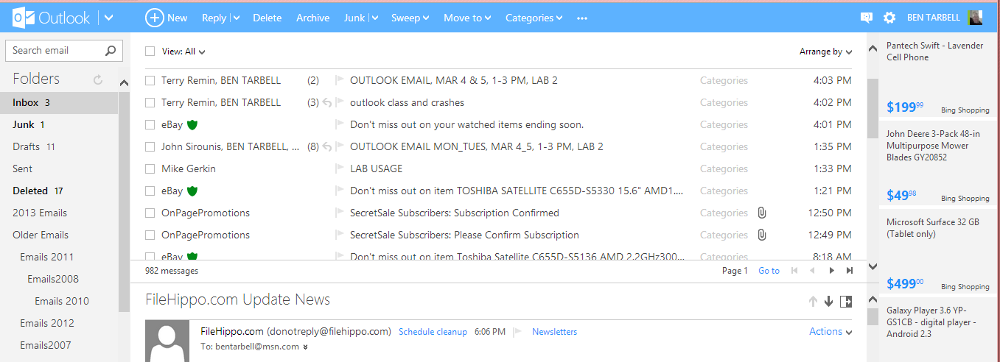 Outlook New Reply Delete Archive Junk Sweep Move to Categories ••• BEN TARBELL
Search email
Folders
Inbox 3
Junk 1
Drafts 11
Sent
Deleted 17
2013 Emails
Older Emails
Emails 2011
Emails2008
Emails 2010
Emails 2012
Emails2007
View: All Arrange by
Terry Remin, BEN TARBELL (2) OUTLOOK EMAIL, MAR 4 & 5, 1-3 PM, LAB 2 Categories 4:03 PM
Terry Remin, BEN TARBELL (3) outlook class and crashes Categories 4:02 PM
eBay Don't miss out on your watched items ending soon. Categories 4:01 PM
John Sirounis, BEN TARBELL, ... (8) OUTLOOK EMAIL MON_TUES, MAR 4_5, 1-3 PM, LAB 2 Categories 1:35 PM
Mike Gerkin LAB USAGE Categories 1:33 PM
eBay Don't miss out on item TOSHIBA SATELLITE C655D-S5330 15.6" AMD1.... Categories 1:21 PM
OnPagePromotions SecretSale Subscribers: Subscription Confirmed Categories 12:50 PM
OnPagePromotions SecretSale Subscribers: Please Confirm Subscription Categories 12:49 PM
eBay Don't miss out on item Toshiba Satellite C655D-S5136 AMD 2.2GHz300... Categories 8:18 AM
982 messages Page 1 Go to
FileHippo.com Update News
FileHippo.com (donotreply@filehippo.com) Schedule cleanup 6:06 PM Newsletters Actions
To: bentarbell@msn.com
Pantech Swift - Lavender
Cell Phone
$19999 Bing Shopping
John Deere 3-Pack 48-in
Multipurpose Mower
Blades GY20852
$4998 Bing Shopping
Microsoft Surface 32 GB
(Tablet only)
$49900 Bing Shopping
Galaxy Player 3.6 YP-
GS1CB - digital player -
Android 2.3